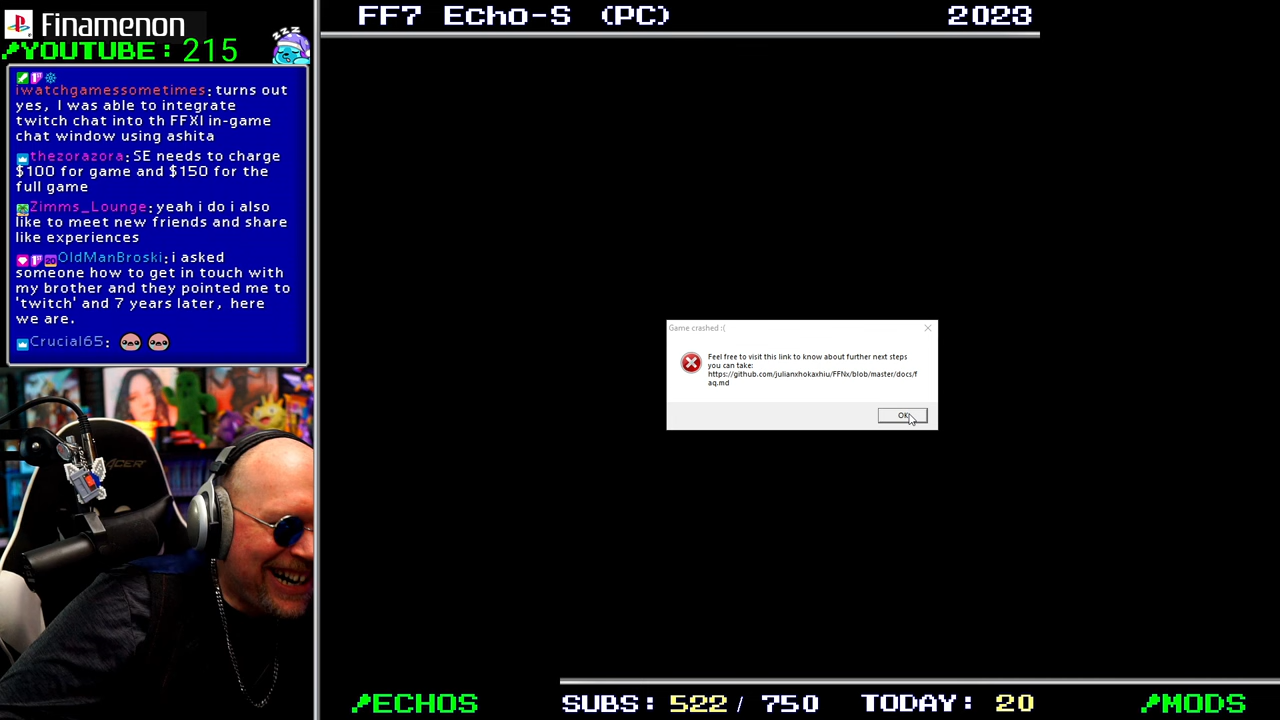 Finamenon
YOUTUBE: 215
FF7 Echo-S (PC)
2023
iwatchgamessometimes: turns out
yes, I was able to integrate
twitch chat into th FFXI in-game
chat window using ashita
thezorazora: SE needs to charge
$100 for game and $150 for the
full game
Zimms_Lounge: yeah i do i also
like to meet new friends and share
like experiences
OldManBroski: i asked
someone how to get in touch with
my brother and they pointed me to
'twitch' and 7 years later, here
we are.
Crucial65:
Game crashed :(
Feel free to visit this link to know about further next steps
you can take:
https://github.com/julianxhokaxhiu/FFNx/blob/master/docs/f
aq.md
OK
ACER
ECHOS
SUBS: 522 / 750
TODAY: 20
MODS